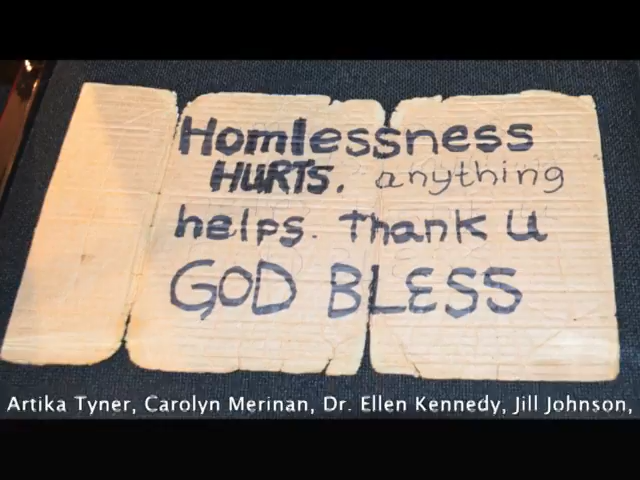 Homlessness
HURTS. anything
helps. Thank U
GOD BLESS
Artika Tyner, Carolyn Merinan, Dr. Ellen Kennedy, Jill Johnson,